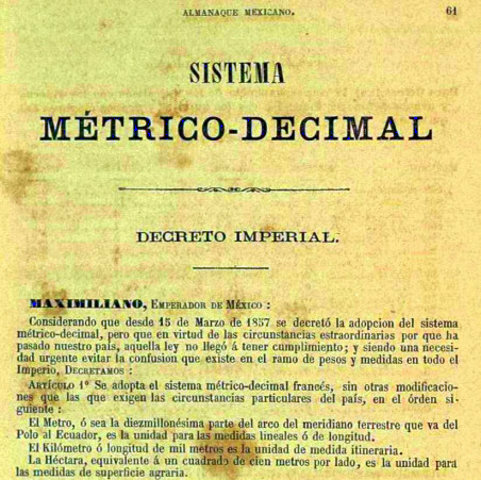 ALMANAQUE MEXICANO. 61
SISTEMA
MÉTRICO-DECIMAL
DECRETO IMPERIAL.
MAXIMILIANO, EMPERADOR DE MÉXICO :
Considerando que desde 15 de Marzo de 1857 se decretó la adopcion del sistema
métrico-decimal, pero que en virtud de las circunstancias estraordinarias por que ha
pasado nuestro país, aquella ley no llegó á tener cumplimiento; y siendo una necesi-
dad urgente evitar la confusion que existe en el ramo de pesos y medidas en todo el
Imperio, DECRETAMOS :
ARTÍCULO 1º Se adopta el sistema métrico-decimal francés, sin otras modificacio-
nes que las que exigen las circunstancias particulares del país, en el órden si-
guiente :
El Metro, ó sea la diezmillonésima parte del arco del meridiano terrestre que va del
Polo al Ecuador, es la unidad para las medidas lineales ó de longitud.
El Kilómetro ó longitud de mil metros es la unidad de medida itineraria.
La Héctara, equivalente á un cuadrado de cien metros por lado, es la unidad para
las medidas de superficie agraria.